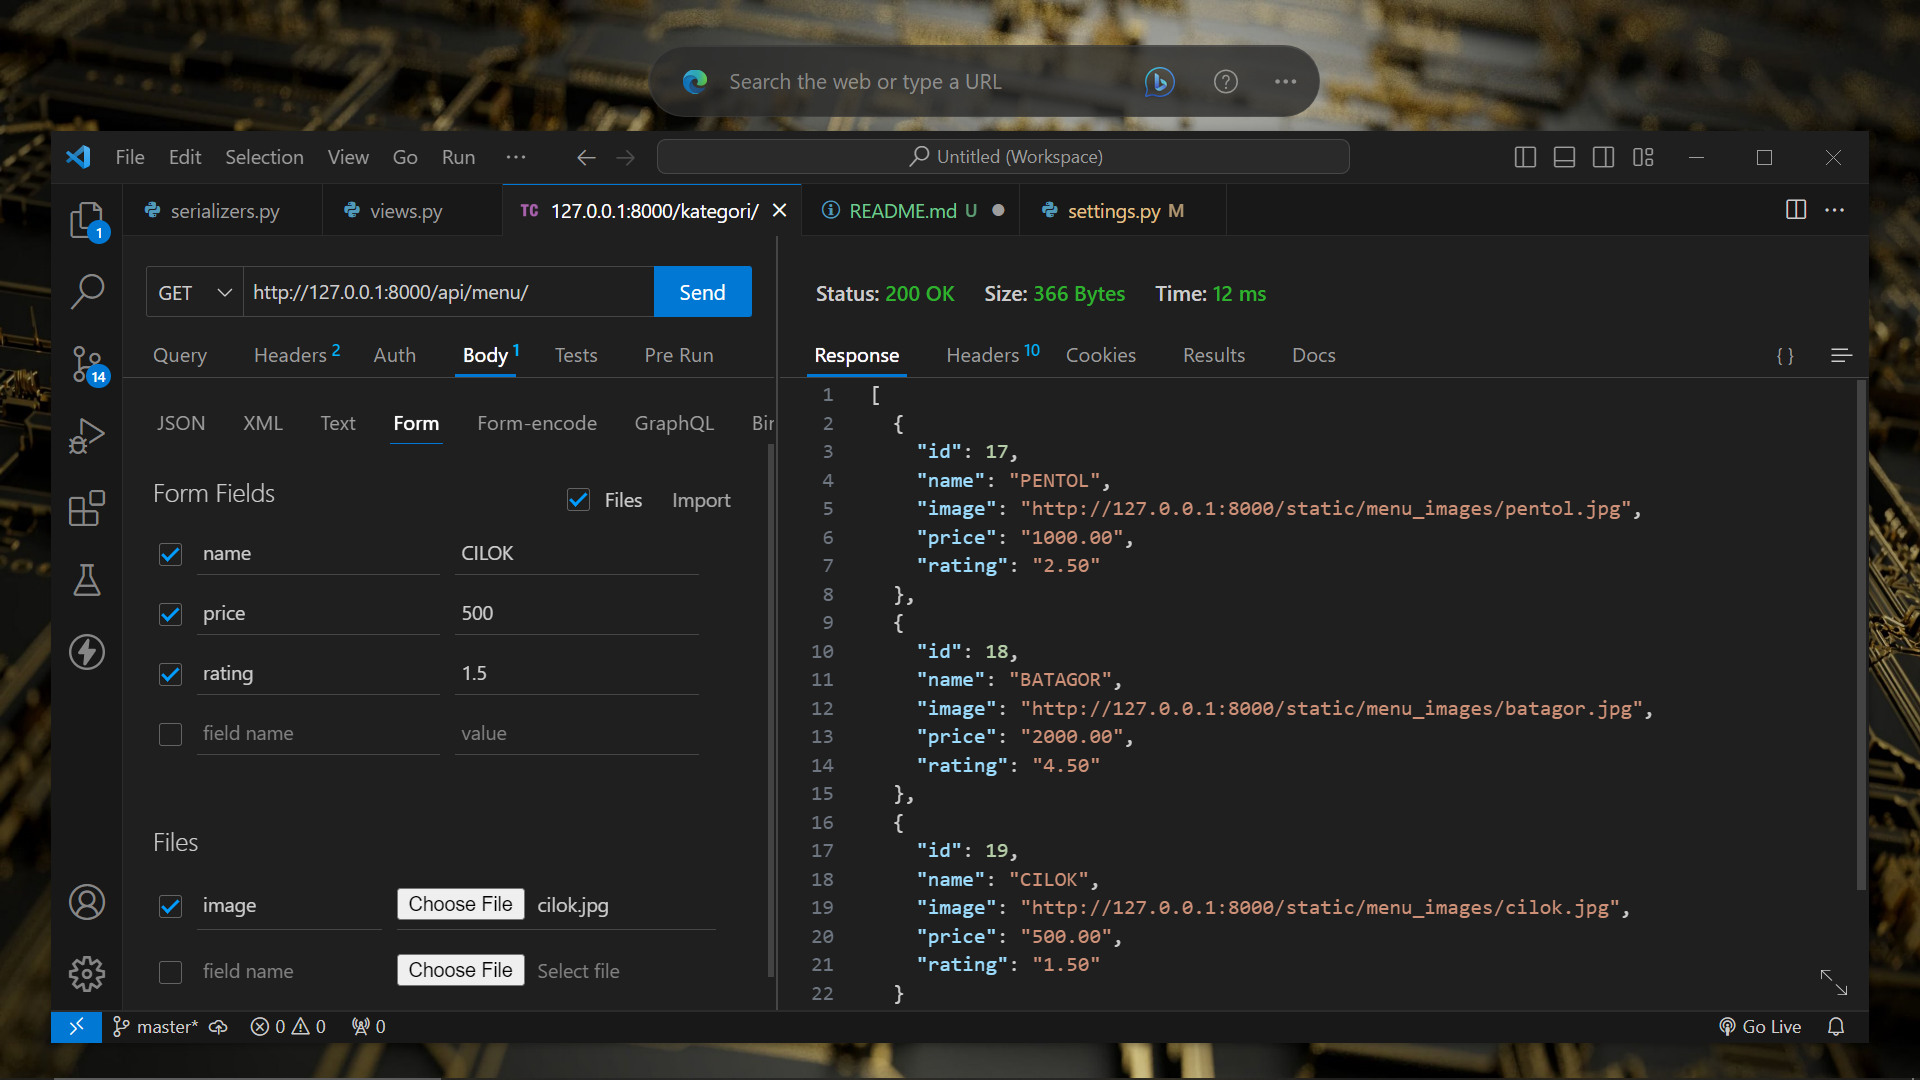 Search the web or type a URL
File Edit Selection View Go Run ···
Untitled (Workspace)
serializers.py
views.py
TC 127.0.0.1:8000/kategori/
README.md U
settings.py M
1
14
GET
http://127.0.0.1:8000/api/menu/
Send
Query Headers 2 Auth Body 1 Tests Pre Run
JSON XML Text Form Form-encode GraphQL Bir
Form Fields
Files Import
name CILOK
price 500
rating 1.5
field name value
Files
image Choose File cilok.jpg
field name Choose File Select file
Status: 200 OK Size: 366 Bytes Time: 12 ms
Response Headers 10 Cookies Results Docs { }
1 [
2 {
3 "id": 17,
4 "name": "PENTOL",
5 "image": "http://127.0.0.1:8000/static/menu_images/pentol.jpg",
6 "price": "1000.00",
7 "rating": "2.50"
8 },
9 {
10 "id": 18,
11 "name": "BATAGOR",
12 "image": "http://127.0.0.1:8000/static/menu_images/batagor.jpg",
13 "price": "2000.00",
14 "rating": "4.50"
15 },
16 {
17 "id": 19,
18 "name": "CILOK",
19 "image": "http://127.0.0.1:8000/static/menu_images/cilok.jpg",
20 "price": "500.00",
21 "rating": "1.50"
22 }
master* 0 0 0
Go Live